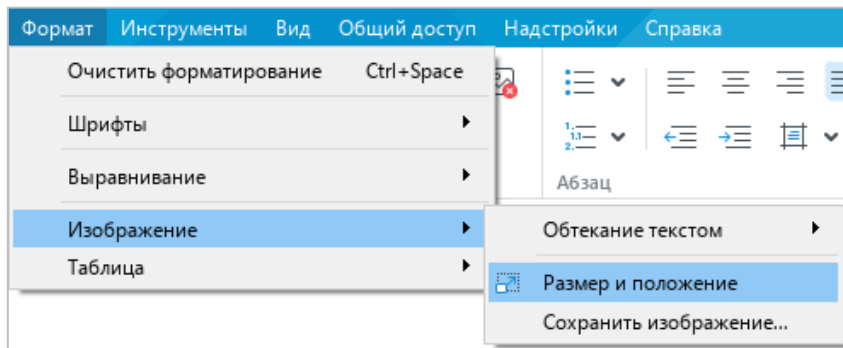 Формат Инструменты Вид Общий доступ Надстройки Справка
Очистить форматирование Ctrl+Space
Шрифты
Выравнивание
Абзац
Изображение
Обтекание текстом
Таблица
Размер и положение
Сохранить изображение...